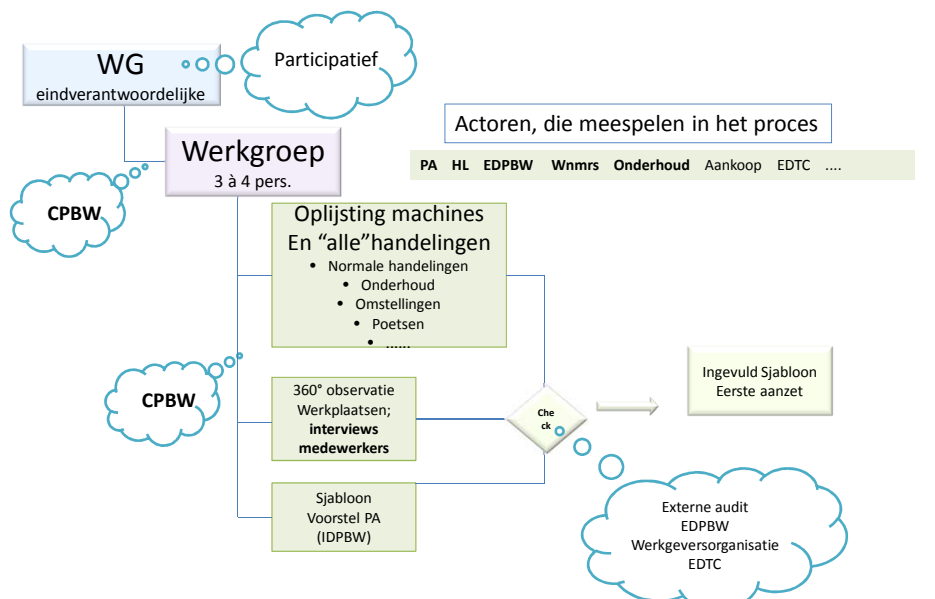 WG
eindverantwoordelijke
Participatief
Actoren, die meespelen in het proces
PA HL EDPBW Wnmrs Onderhoud Aankoop EDTC ....
Werkgroep
3 à 4 pers.
CPBW
Oplijsting machines
En “alle”handelingen
• Normale handelingen
• Onderhoud
• Omstellingen
• Poetsen
• ......
CPBW
360° observatie
Werkplaatsen;
interviews
medewerkers
Che
ck
Ingevuld Sjabloon
Eerste aanzet
Sjabloon
Voorstel PA
(IDPBW)
Externe audit
EDPBW
Werkgeversorganisatie
EDTC